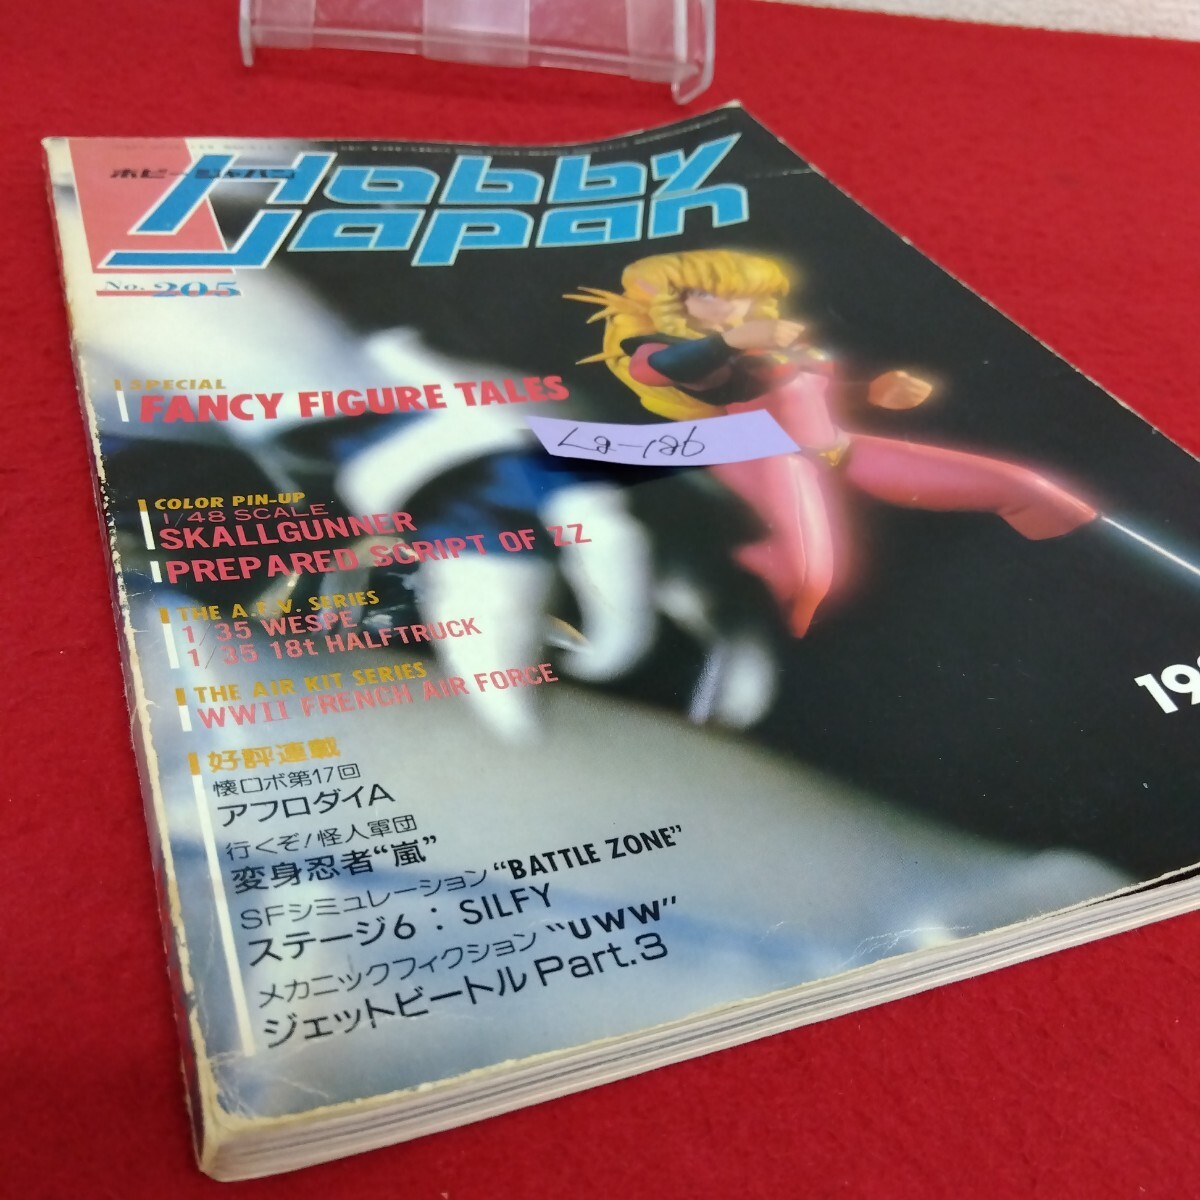 ホビージャパン
Hobby
Japan
No. 205
SPECIAL
FANCY FIGURE TALES
La-126
COLOR PIN-UP
1/48 SCALE
SKALLGUNNER
PREPARED SCRIPT OF ZZ
THE A.F.V. SERIES
1/35 WESPE
1/35 18t HALFTRUCK
THE AIR KIT SERIES
WWII FRENCH AIR FORCE
好評連載
懐ロボ第17回
アフロダイA
行くぞ!怪人軍団
変身忍者“嵐”
SFシミュレーション“BATTLE ZONE”
ステージ6：SILFY
メカニックフィクション“UWW”
ジェットビートル Part.3